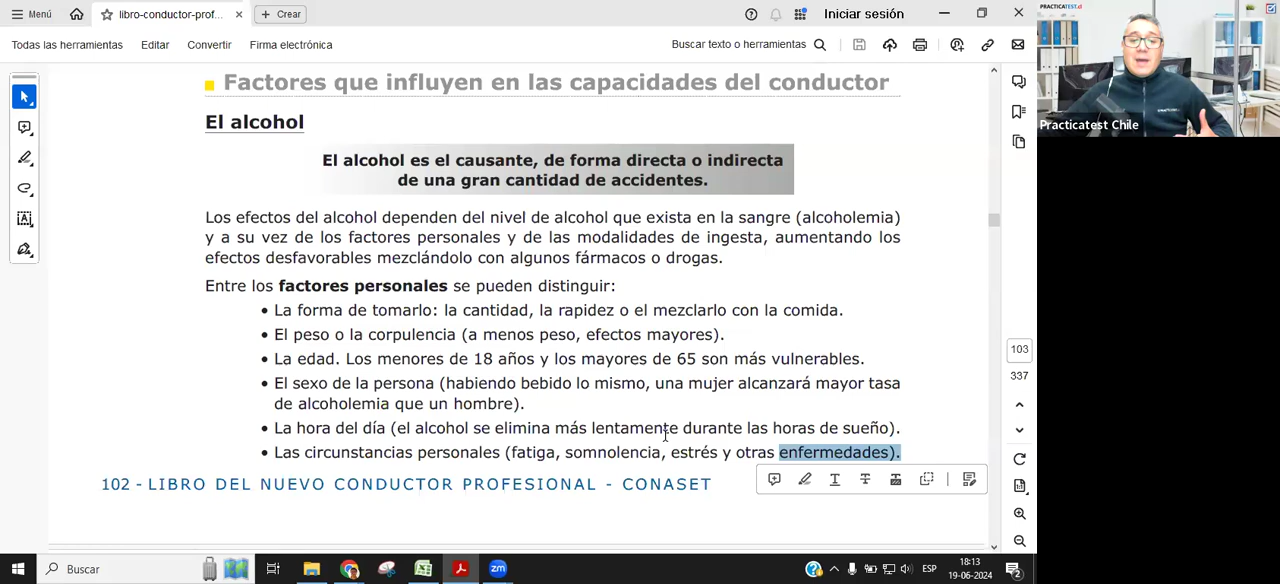 Menú
libro-conductor-prof...
Crear
Iniciar sesión
Todas las herramientas
Editar
Convertir
Firma electrónica
Buscar texto o herramientas
PRACTICATEST.cl
Practicatest Chile
Factores que influyen en las capacidades del conductor
El alcohol
El alcohol es el causante, de forma directa o indirecta
de una gran cantidad de accidentes.
Los efectos del alcohol dependen del nivel de alcohol que exista en la sangre (alcoholemia)
y a su vez de los factores personales y de las modalidades de ingesta, aumentando los
efectos desfavorables mezclándolo con algunos fármacos o drogas.
Entre los factores personales se pueden distinguir:
• La forma de tomarlo: la cantidad, la rapidez o el mezclarlo con la comida.
• El peso o la corpulencia (a menos peso, efectos mayores).
• La edad. Los menores de 18 años y los mayores de 65 son más vulnerables.
• El sexo de la persona (habiendo bebido lo mismo, una mujer alcanzará mayor tasa
de alcoholemia que un hombre).
• La hora del día (el alcohol se elimina más lentamente durante las horas de sueño).
• Las circunstancias personales (fatiga, somnolencia, estrés y otras enfermedades).
102 - LIBRO DEL NUEVO CONDUCTOR PROFESIONAL - CONASET
103
337
Buscar
zm
ESP
18:13
19-06-2024
2